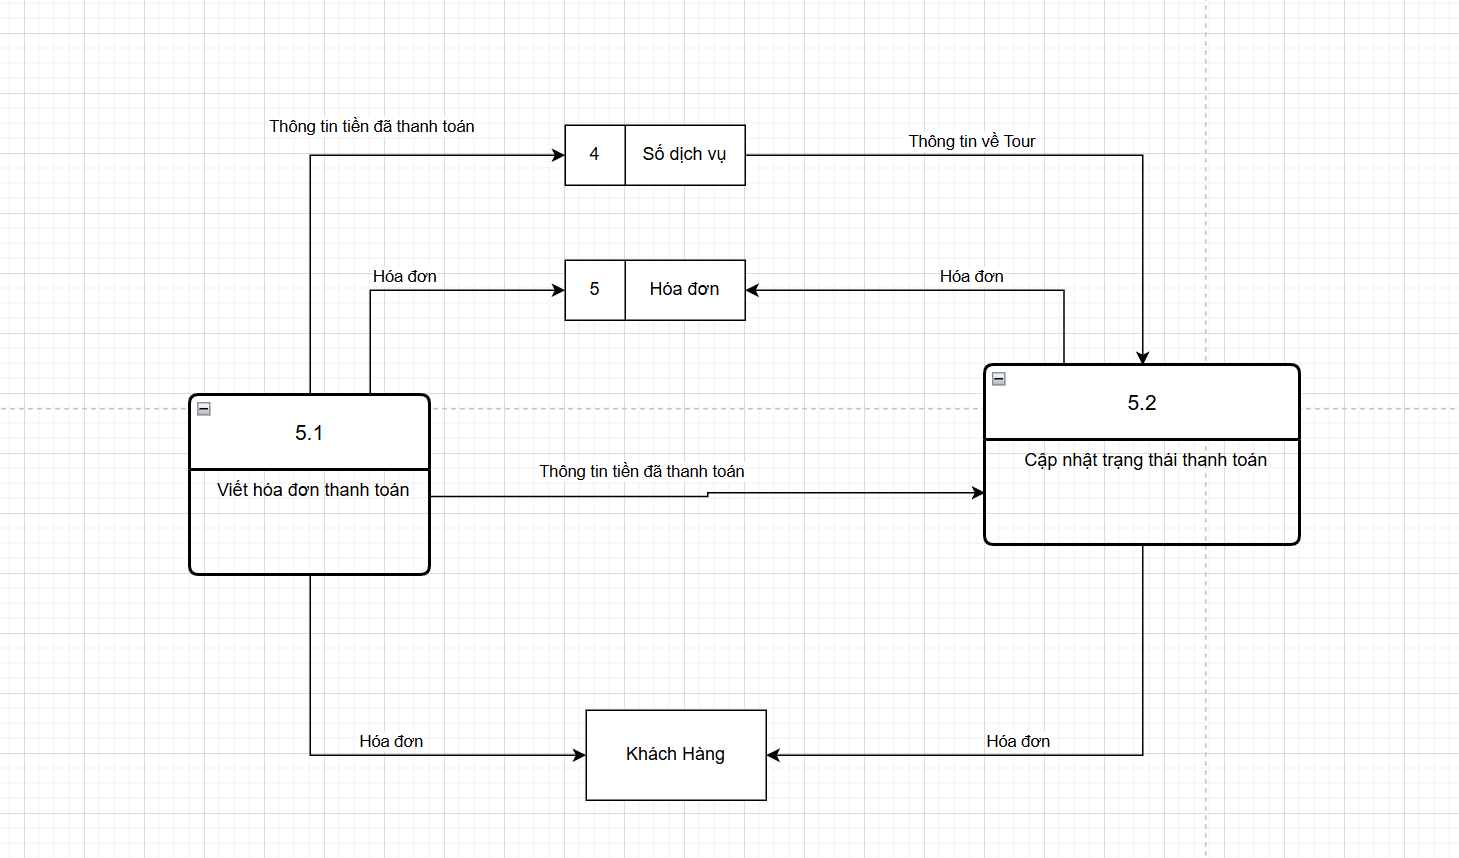 Thông tin tiền đã thanh toán
4
Sổ dịch vụ
Thông tin về Tour
Hóa đơn
5
Hóa đơn
Hóa đơn
5.1
Viết hóa đơn thanh toán
5.2
Cập nhật trạng thái thanh toán
Thông tin tiền đã thanh toán
Hóa đơn
Khách Hàng
Hóa đơn